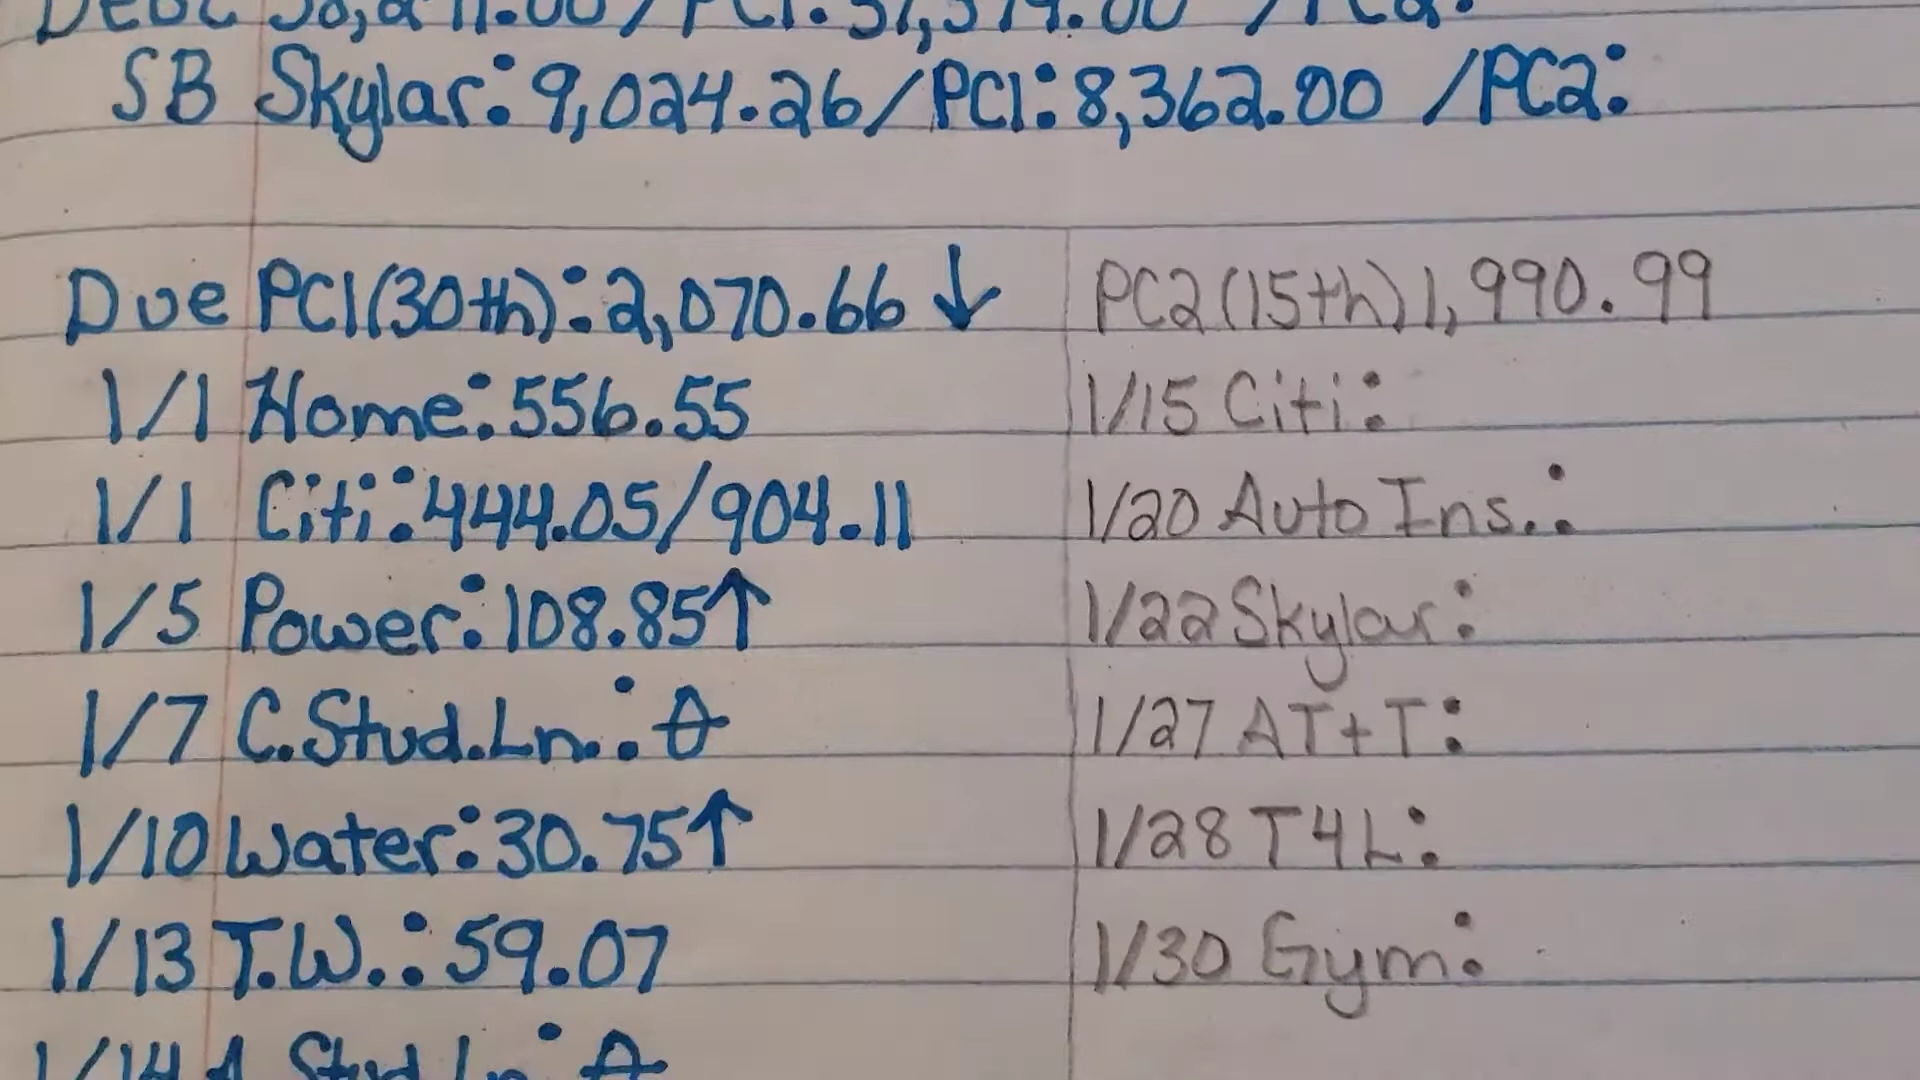 SB Skylar: 9,024.26/PC1: 8,362.00 /PC2:
Due PC1(30th): 2,070.66 ↓
1/1 Home: 556.55
1/1 Citi: 444.05/904.11
1/5 Power: 108.85↑
1/7 C.Stud.Ln.: 0
1/10 Water: 30.75↑
1/13 T.W.: 59.07
PC2(15th) 1,990.99
1/15 Citi:
1/20 Auto Ins.:
1/22 Skylar:
1/27 AT+T:
1/28 T4L:
1/30 Gym: